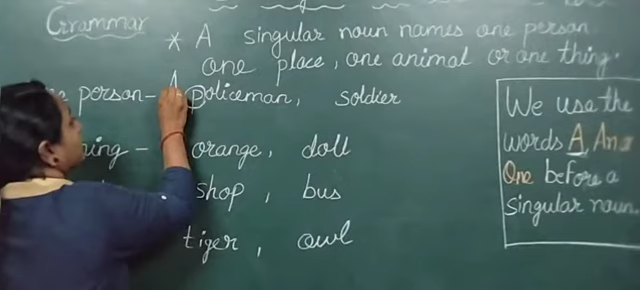 Grammar
* A singular noun names one person
one place, one animal or one thing.
person- A policeman, soldier
- orange, doll
shop, bus
tiger, owl
We use the
words A, An a
One before a
singular noun.